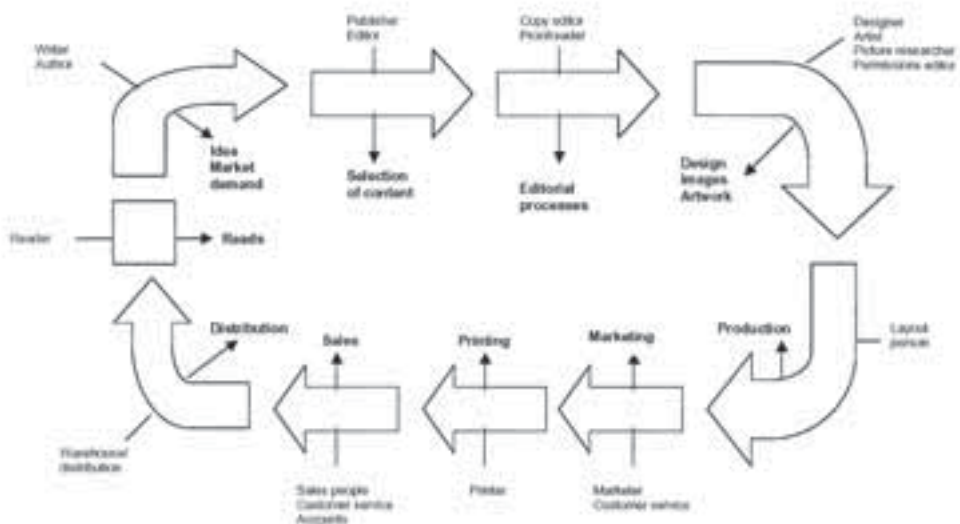 Writer
Author
Idea
Market
demand
Publisher
Editor
Selection
of content
Copy editor
Proofreader
Editorial
processes
Designer
Artist
Picture researcher
Permissions editor
Design
Images
Artwork
Layout
person
Production
Marketing
Marketer
Customer service
Printing
Printer
Sales
Sales people
Customer service
Accounts
Distribution
Warehouse/
distribution
Reader
Reads